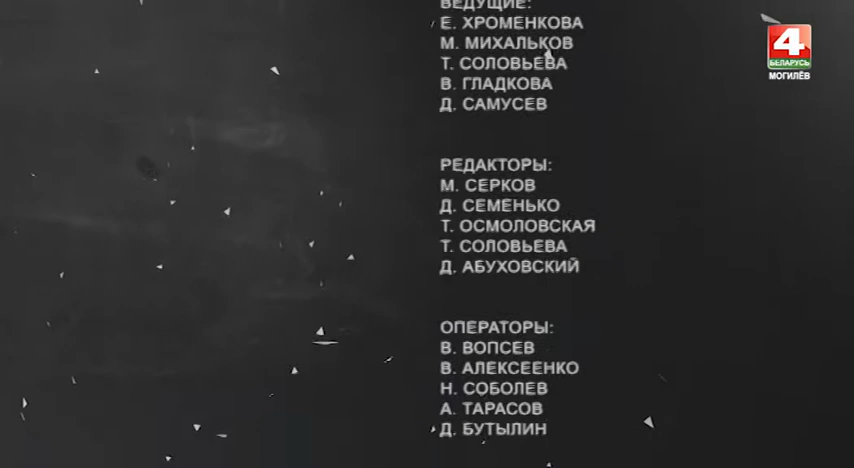 ВЕДУЩИЕ:
Е. ХРОМЕНКОВА
М. МИХАЛЬКОВ
Т. СОЛОВЬЕВА
В. ГЛАДКОВА
Д. САМУСЕВ
РЕДАКТОРЫ:
М. СЕРКОВ
Д. СЕМЕНЬКО
Т. ОСМОЛОВСКАЯ
Т. СОЛОВЬЕВА
Д. АБУХОВСКИЙ
ОПЕРАТОРЫ:
В. ВОПСЕВ
В. АЛЕКСЕЕНКО
Н. СОБОЛЕВ
А. ТАРАСОВ
Д. БУТЫЛИН
4
БЕЛАРУСЬ
МОГИЛЁВ